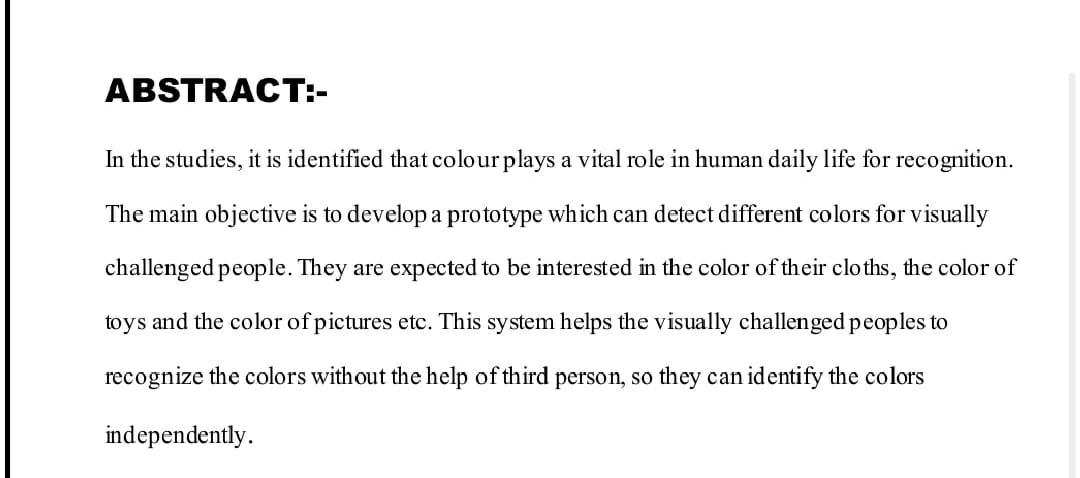 ABSTRACT:-
In the studies, it is identified that colour plays a vital role in human daily life for recognition.
The main objective is to develop a prototype which can detect different colors for visually
challenged people. They are expected to be interested in the color of their cloths, the color of
toys and the color of pictures etc. This system helps the visually challenged peoples to
recognize the colors without the help of third person, so they can identify the colors
independently.